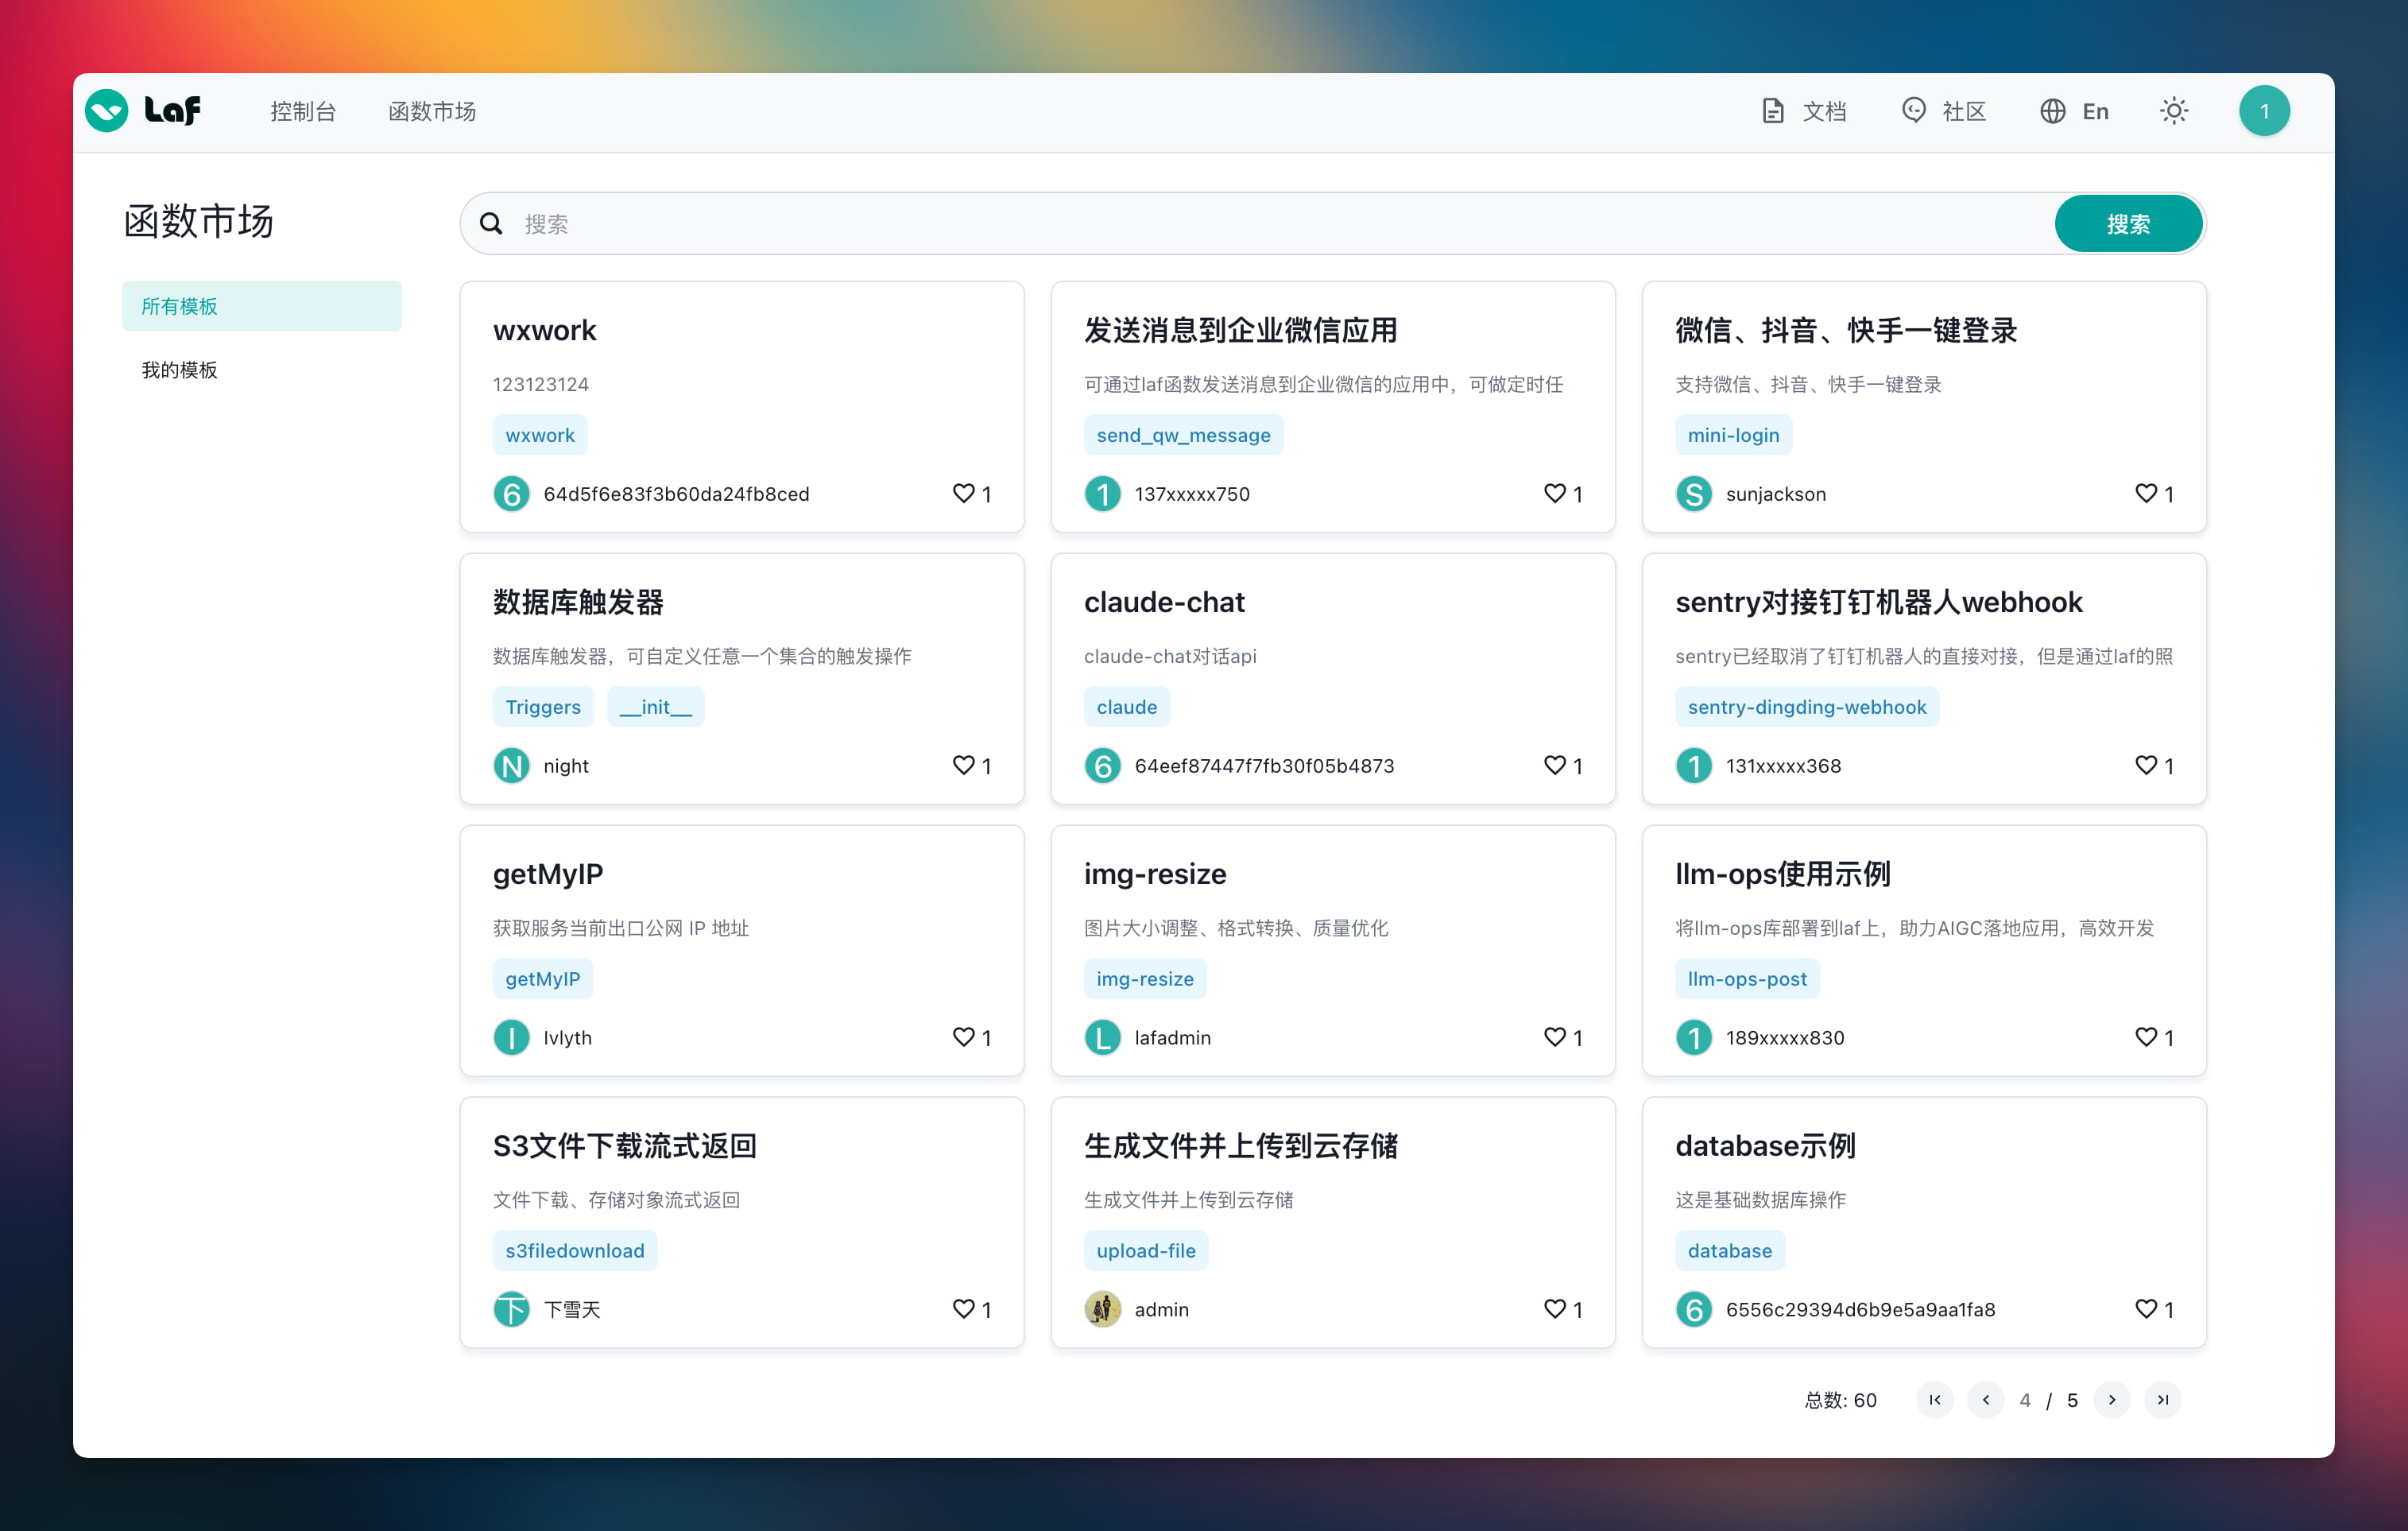 Laf 控制台 函数市场 文档 社区 En 1
函数市场
搜索 搜索
所有模板
我的模板
wxwork
123123124
wxwork
6 64d5f6e83f3b60da24fb8ced 1
发送消息到企业微信应用
可通过laf函数发送消息到企业微信的应用中，可做定时任
send_qw_message
1 137xxxxx750 1
微信、抖音、快手一键登录
支持微信、抖音、快手一键登录
mini-login
S sunjackson 1
数据库触发器
数据库触发器，可自定义任意一个集合的触发操作
Triggers __init__
N night 1
claude-chat
claude-chat对话api
claude
6 64eef87447f7fb30f05b4873 1
sentry对接钉钉机器人webhook
sentry已经取消了钉钉机器人的直接对接，但是通过laf的照
sentry-dingding-webhook
1 131xxxxx368 1
getMyIP
获取服务当前出口公网 IP 地址
getMyIP
I Ivlyth 1
img-resize
图片大小调整、格式转换、质量优化
img-resize
L lafadmin 1
llm-ops使用示例
将llm-ops库部署到laf上，助力AIGC落地应用，高效开发
llm-ops-post
1 189xxxxx830 1
S3文件下载流式返回
文件下载、存储对象流式返回
s3filedownload
下 下雪天 1
生成文件并上传到云存储
生成文件并上传到云存储
upload-file
admin 1
database示例
这是基础数据库操作
database
6 6556c29394d6b9e5a9aa1fa8 1
总数: 60 4 / 5